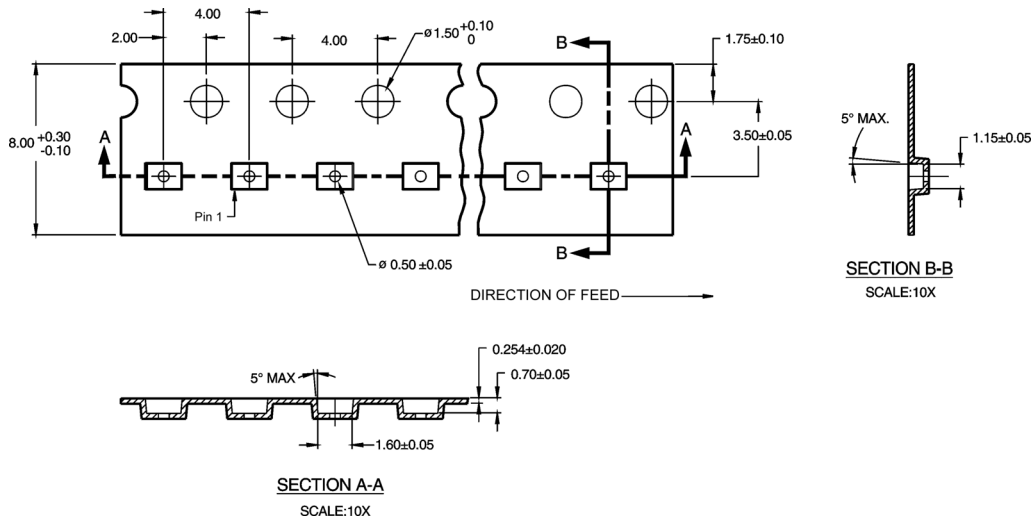 4.00
2.00
4.00
ø1.50 +0.10
0
B
1.75±0.10
8.00 +0.30
-0.10
A
A
3.50±0.05
5° MAX.
1.15±0.05
Pin 1
ø 0.50 ±0.05
B
SECTION B-B
SCALE:10X
DIRECTION OF FEED
0.254±0.020
5° MAX
0.70±0.05
1.60±0.05
SECTION A-A
SCALE:10X